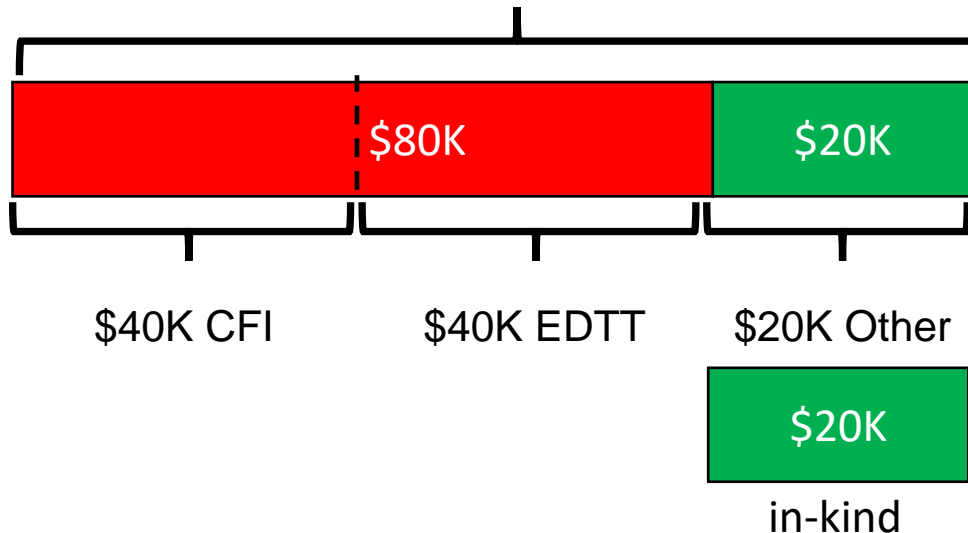 $80K
$20K
$40K CFI
$40K EDTT
$20K Other
$20K
in-kind